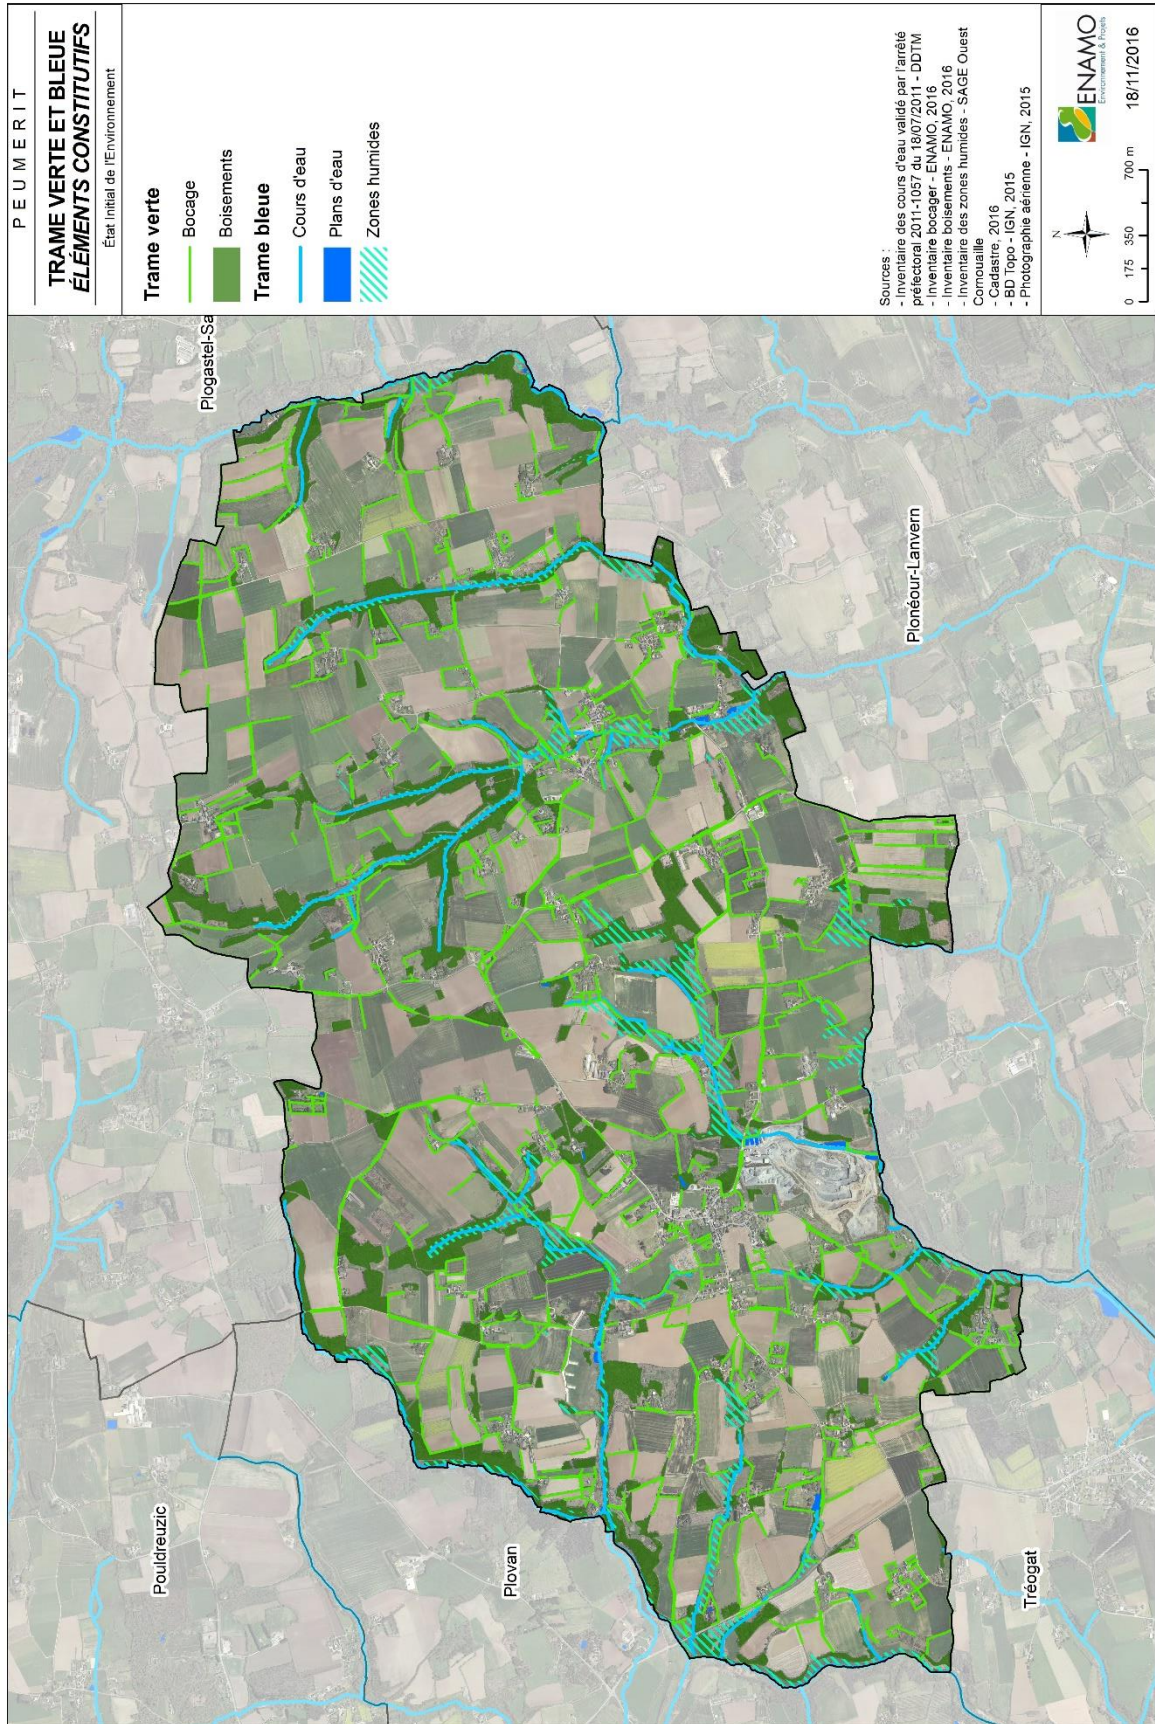 PEUMERIT
TRAME VERTE ET BLEUE
ÉLÉMENTS CONSTITUTIFS
État Initial de l'Environnement
Trame verte
Bocage
Boisements
Trame bleue
Cours d'eau
Plans d'eau
Zones humides
Sources :
- Inventaire des cours d'eau validé par l'arrêté
préfectoral 2011-1057 du 18/07/2011 - DDTM
- Inventaire bocager - ENAMO, 2016
- Inventaire boisements - ENAMO, 2016
- Inventaire des zones humides - SAGE Ouest
Cornouaille
- Cadastre, 2016
- BD Topo - IGN, 2015
- Photographie aérienne - IGN, 2015
N
0 175 350 700 m
ENAMO
Environnement & Projets
18/11/2016
Plogastel-Sa
Pouldreuzic
Plovan
Plonéour-Lanvern
Tréogat